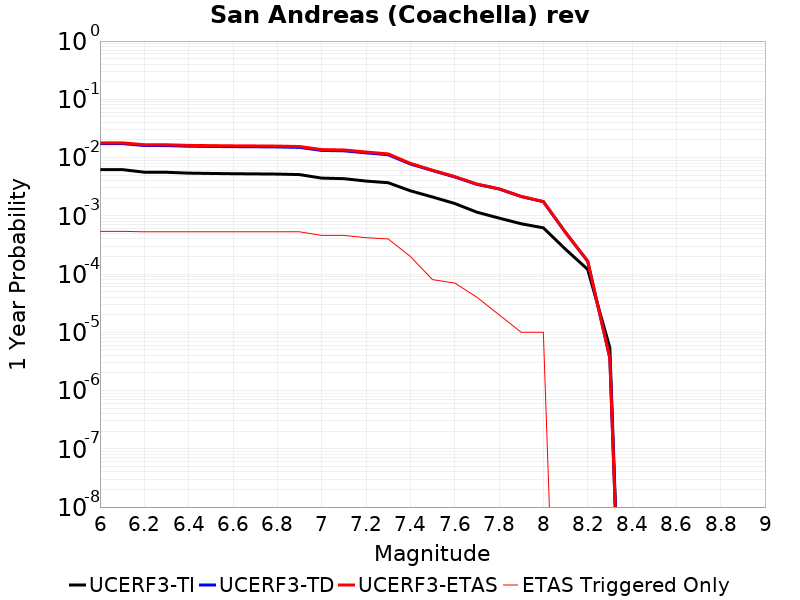 San Andreas (Coachella) rev
1 Year Probability
10^0
10^-1
10^-2
10^-3
10^-4
10^-5
10^-6
10^-7
10^-8
6 6.2 6.4 6.6 6.8 7 7.2 7.4 7.6 7.8 8 8.2 8.4 8.6 8.8 9
Magnitude
UCERF3-TI UCERF3-TD UCERF3-ETAS ETAS Triggered Only